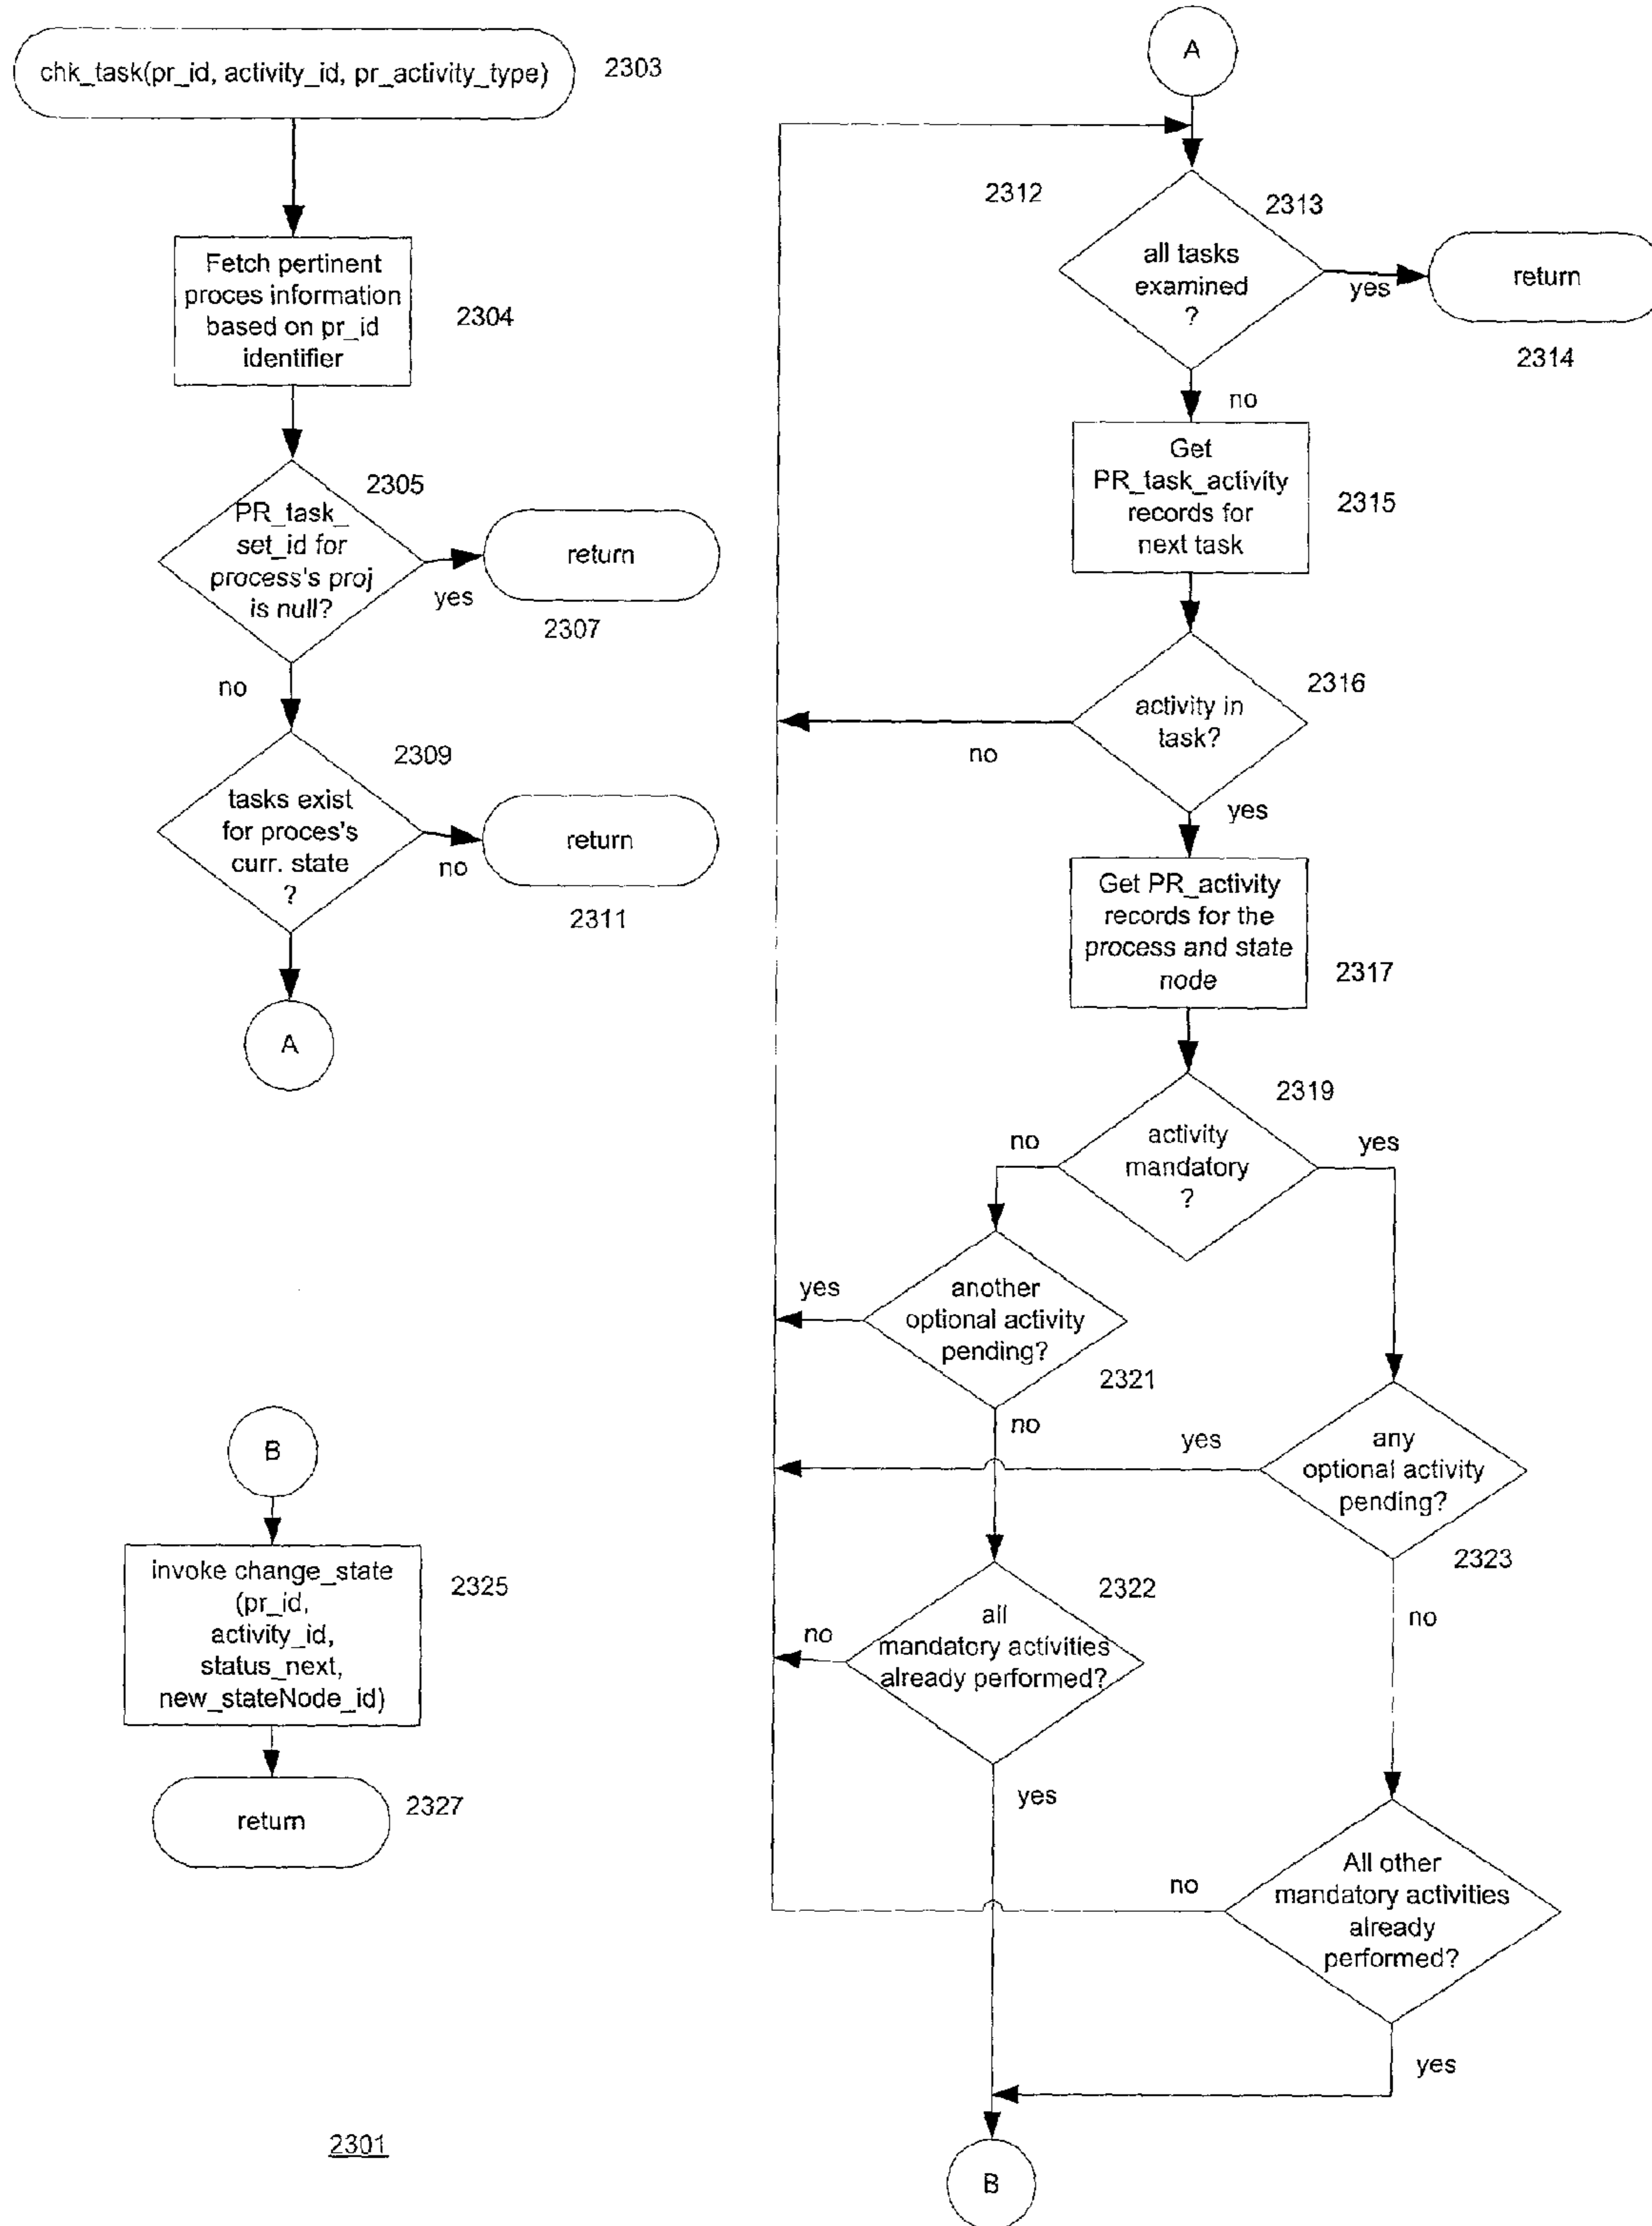 chk_task(pr_id, activity_id, pr_activity_type)
2303
Fetch pertinent
proces information
based on pr_id
identifier
2304
2305
PR_task_
set_id for
process's proj
is null?
yes
return
2307
no
2309
tasks exist
for proces's
curr. state
?
no
return
2311
A
B
invoke change_state
(pr_id,
activity_id,
status_next,
new_stateNode_id)
2325
return
2327
2301
A
2312
2313
all tasks
examined
?
yes
return
2314
no
Get
PR_task_activity
records for
next task
2315
2316
activity in
task?
no
yes
Get PR_activity
records for the
process and state
node
2317
2319
activity
mandatory
?
no
yes
another
optional activity
pending?
yes
2321
no
any
optional activity
pending?
yes
2323
no
2322
all
mandatory activities
already performed?
no
yes
All other
mandatory activities
already
performed?
no
yes
B